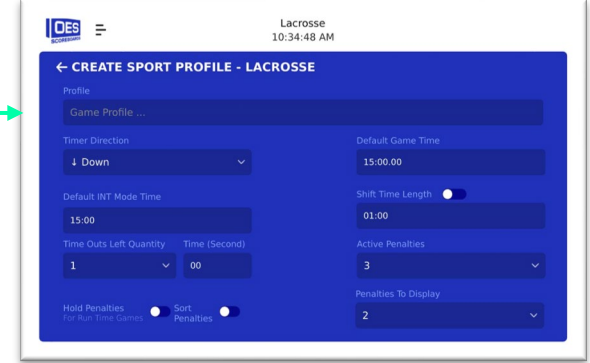 OES
SCOREBOARDS
Lacrosse
10:34:48 AM
← CREATE SPORT PROFILE - LACROSSE
Profile
Game Profile ...
Timer Direction
Default Game Time
↓ Down
15:00.00
Default INT Mode Time
Shift Time Length
15:00
01:00
Time Outs Left Quantity
Time (Second)
Active Penalties
1
00
3
Hold Penalties
For Run Time Games
Sort
Penalties
Penalties To Display
2